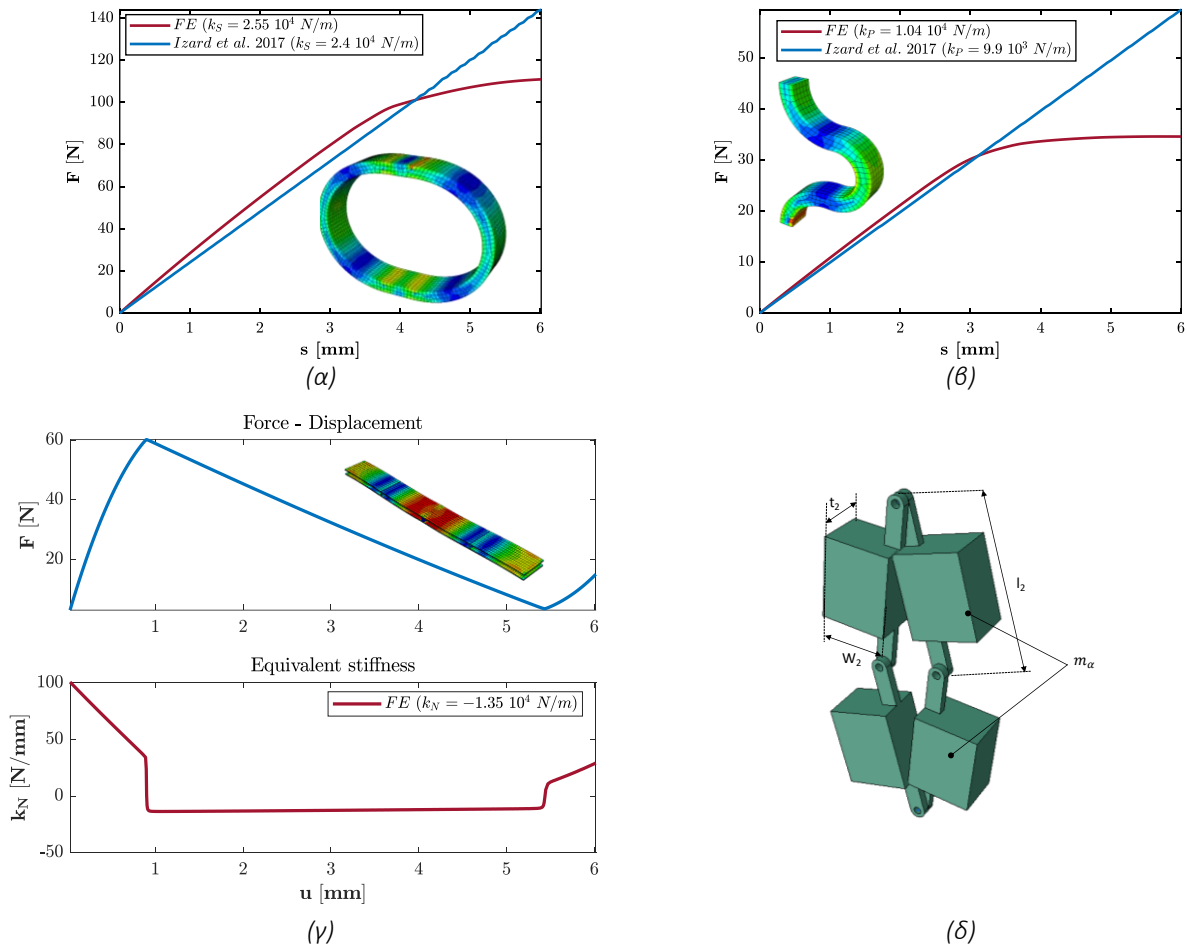 140
120
100
80
60
40
20
0
F [N]
FE (k_S = 2.55 10^4 N/m)
Izard et al. 2017 (k_S = 2.4 10^4 N/m)
0 1 2 3 4 5 6
s [mm]
(α)
50
40
30
20
10
0
F [N]
FE (k_P = 1.04 10^4 N/m)
Izard et al. 2017 (k_P = 9.9 10^3 N/m)
0 1 2 3 4 5 6
s [mm]
(β)
Force - Displacement
60
40
20
F [N]
1 2 3 4 5 6
Equivalent stiffness
100
50
0
-50
k_N [N/mm]
FE (k_N = −1.35 10^4 N/m)
1 2 3 4 5 6
u [mm]
(γ)
t_2
l_2
W_2
m_α
(δ)